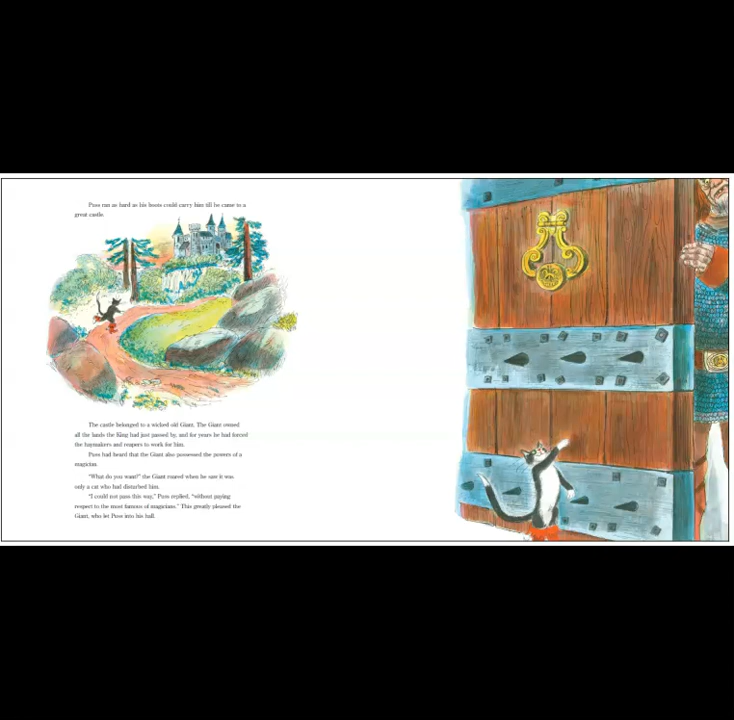 Puss ran as hard as his boots could carry him till he came to a
great castle.
The castle belonged to a wicked old Giant. The Giant owned
all the lands the King had just passed by, and for years he had forced
the haymakers and reapers to work for him.
Puss had heard that the Giant also possessed the powers of a
magician.
"What do you want?" the Giant roared when he saw it was
only a cat who had disturbed him.
"I could not pass this way," Puss replied, "without paying
respect to the most famous of magicians." This greatly pleased the
Giant, who let Puss into his hall.